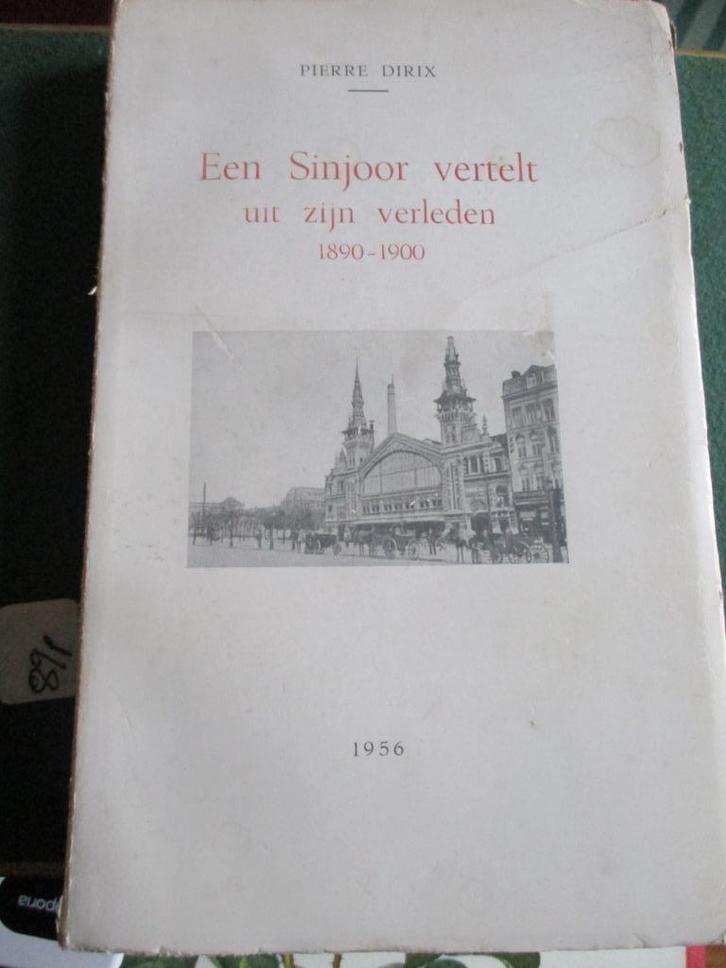 PIERRE DIRIX
Een Sinjoor vertelt
uit zijn verleden
1890-1900
1956